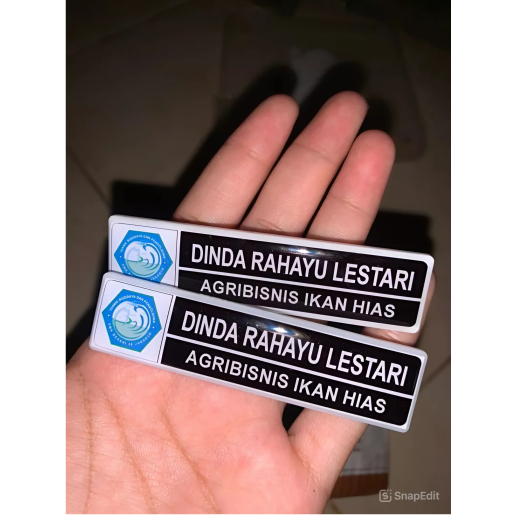 DINDA RAHAYU LESTARI
AGRIBISNIS IKAN HIAS
DINDA RAHAYU LESTARI
AGRIBISNIS IKAN HIAS
SnapEdit